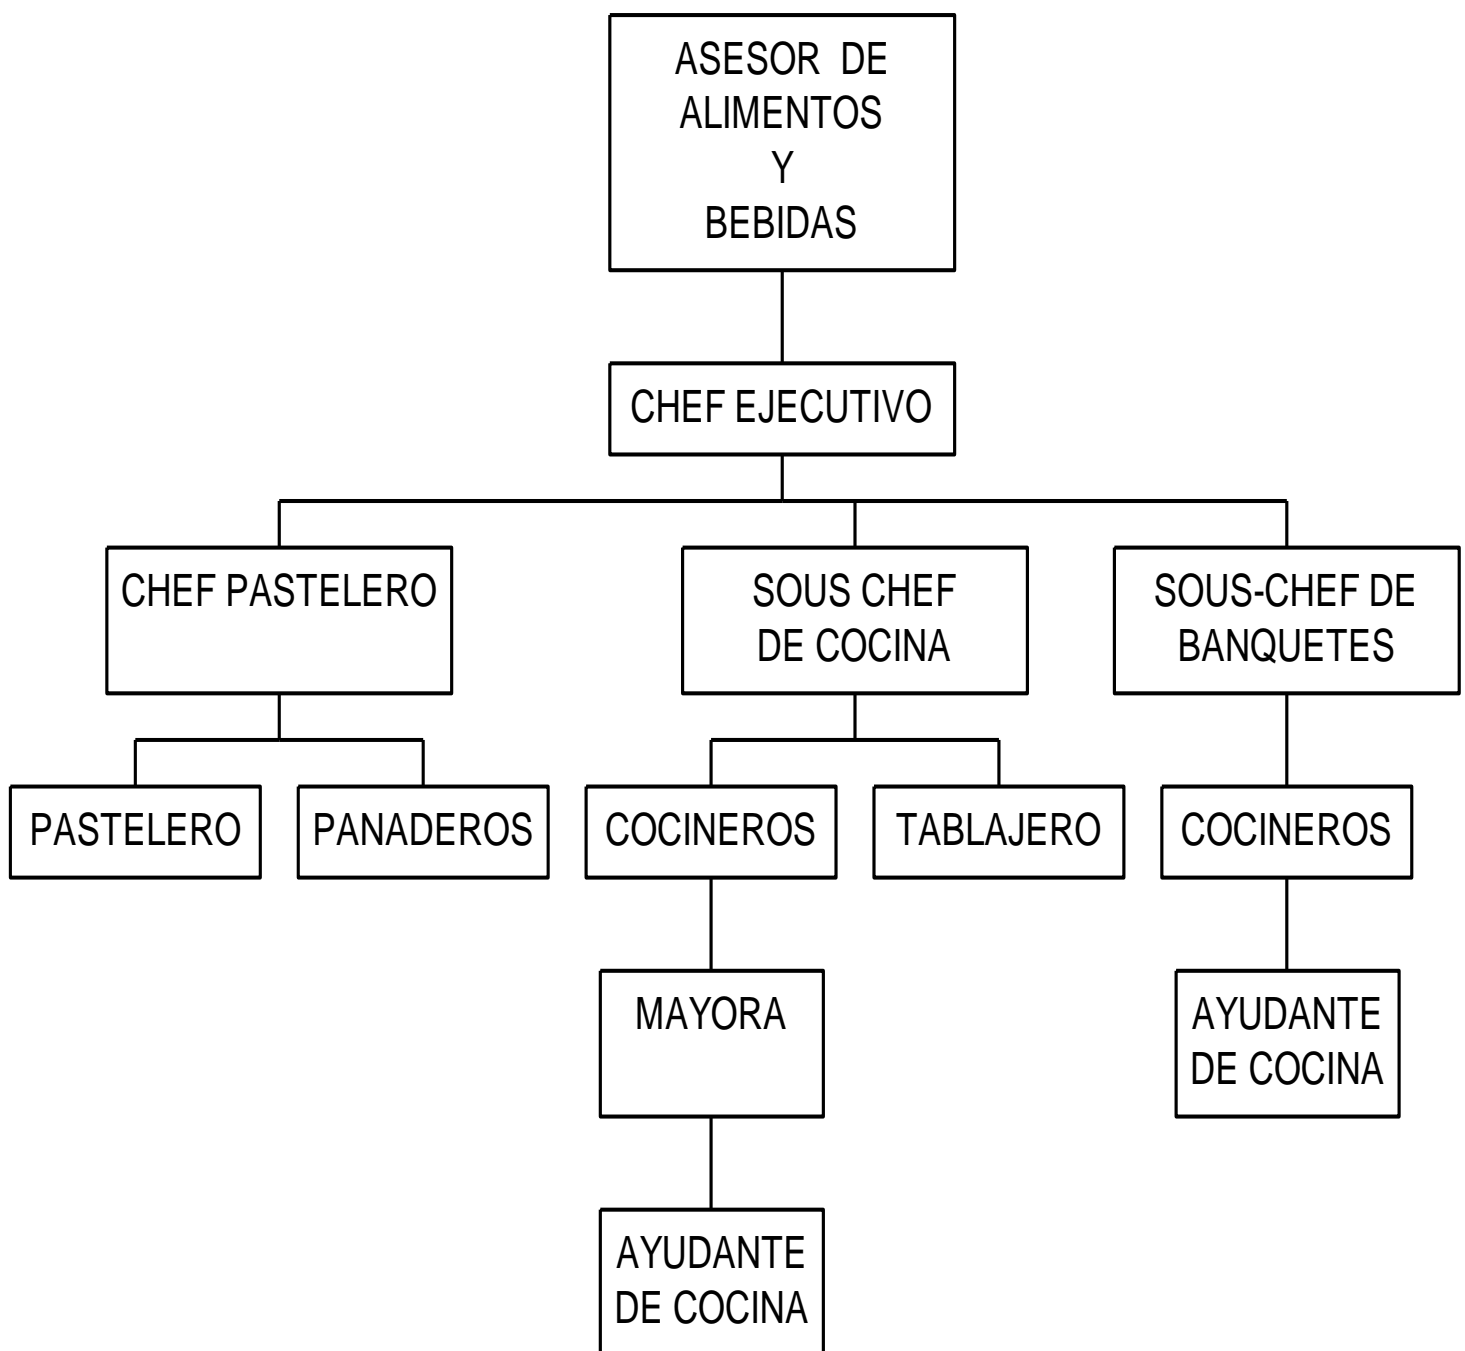 ASESOR DE
ALIMENTOS
Y
BEBIDAS
CHEF EJECUTIVO
CHEF PASTELERO
SOUS CHEF
DE COCINA
SOUS-CHEF DE
BANQUETES
PASTELERO
PANADEROS
COCINEROS
TABLAJERO
COCINEROS
MAYORA
AYUDANTE
DE COCINA
AYUDANTE
DE COCINA